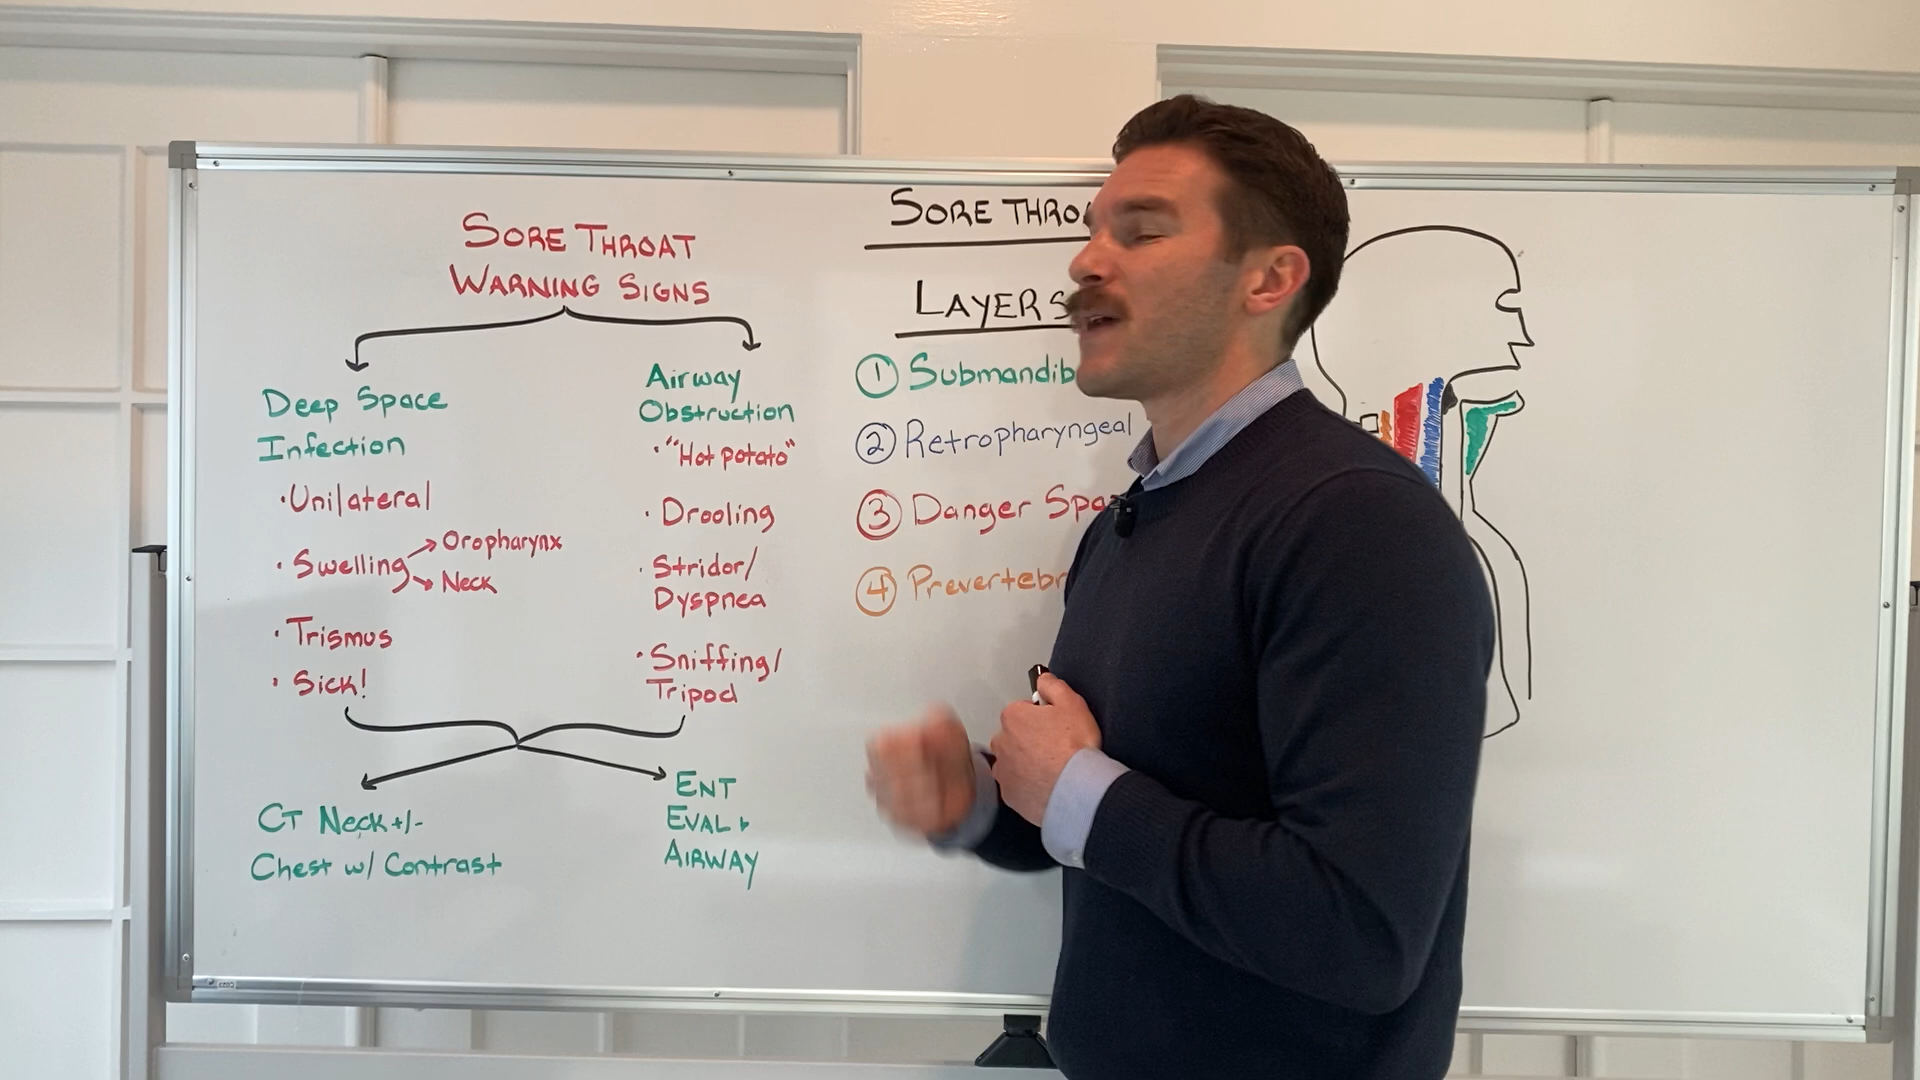 SORE THROAT
WARNING SIGNS
Deep Space
Infection
• Unilateral
• Swelling → Oropharynx
→ Neck
• Trismus
• Sick!
Airway
Obstruction
• "Hot potato"
• Drooling
• Stridor/
Dyspnea
• Sniffing/
Tripod
CT Neck +/-
Chest w/ Contrast
ENT
EVAL
AIRWAY
SORE THROA
LAYERS
① Submandib
② Retropharyngeal
③ Danger Spa
④ Prevertebr